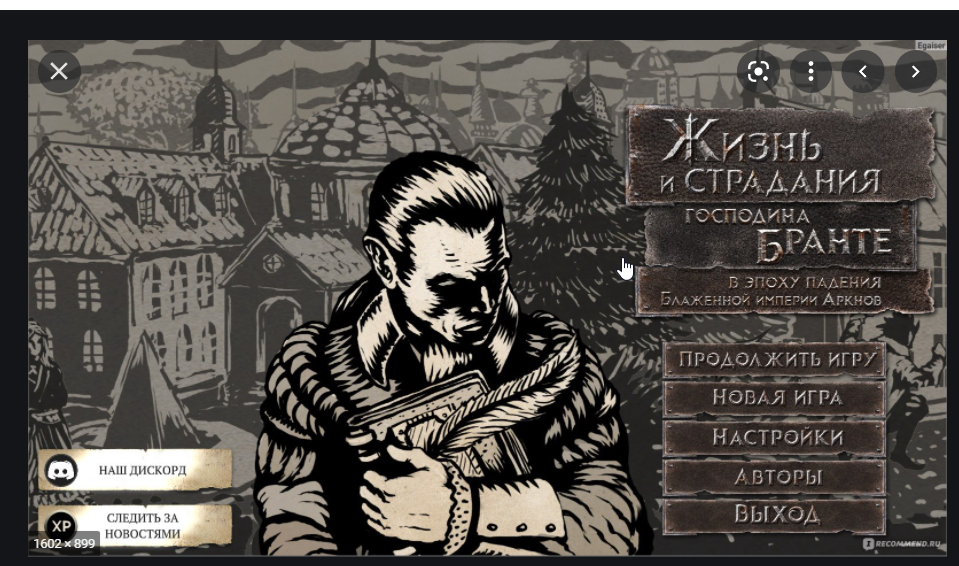 Egaiser
Жизнь
и страдания
господина
Бранте
в эпоху падения
Блаженной империи Аркнов
Продолжить игру
Новая игра
Настройки
Авторы
Выход
НАШ ДИСКОРД
XP
СЛЕДИТЬ ЗА
НОВОСТЯМИ
1602 × 899
IRECOMMEND.RU